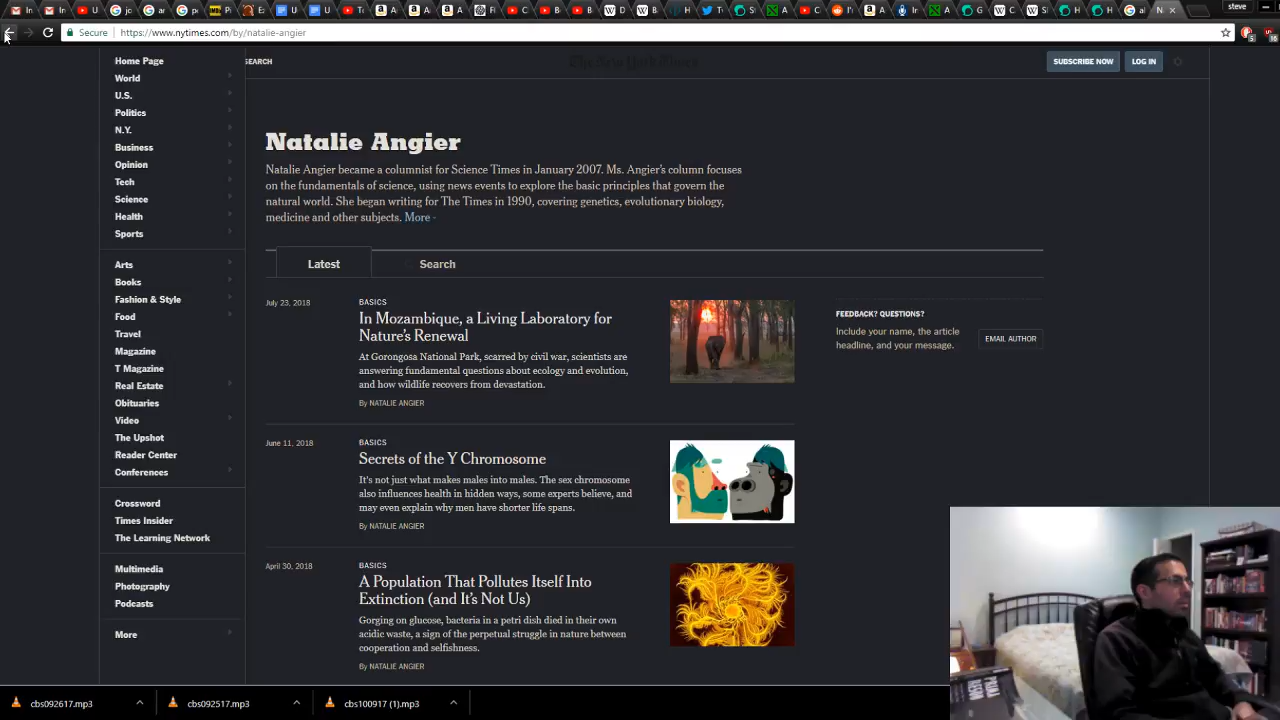 steve
Secure
https://www.nytimes.com/by/natalie-angier
Home Page
SEARCH
The New York Times
SUBSCRIBE NOW
LOG IN
World
U.S.
Politics
N.Y.
Business
Opinion
Tech
Science
Health
Sports
Arts
Books
Fashion & Style
Food
Travel
Magazine
T Magazine
Real Estate
Obituaries
Video
The Upshot
Reader Center
Conferences
Crossword
Times Insider
The Learning Network
Multimedia
Photography
Podcasts
More
Natalie Angier
Natalie Angier became a columnist for Science Times in January 2007. Ms. Angier's column focuses
on the fundamentals of science, using news events to explore the basic principles that govern the
natural world. She began writing for The Times in 1990, covering genetics, evolutionary biology,
medicine and other subjects. More
Latest
Search
July 23, 2018
BASICS
In Mozambique, a Living Laboratory for
Nature's Renewal
At Gorongosa National Park, scarred by civil war, scientists are
answering fundamental questions about ecology and evolution,
and how wildlife recovers from devastation.
By NATALIE ANGIER
FEEDBACK? QUESTIONS?
Include your name, the article
headline, and your message.
EMAIL AUTHOR
June 11, 2018
BASICS
Secrets of the Y Chromosome
It's not just what makes males into males. The sex chromosome
also influences health in hidden ways, some experts believe, and
may even explain why men have shorter life spans.
By NATALIE ANGIER
April 30, 2018
BASICS
A Population That Pollutes Itself Into
Extinction (and It's Not Us)
Gorging on glucose, bacteria in a petri dish died in their own
acidic waste, a sign of the perpetual struggle in nature between
cooperation and selfishness.
By NATALIE ANGIER
cbs092617.mp3
cbs092517.mp3
cbs100917 (1).mp3